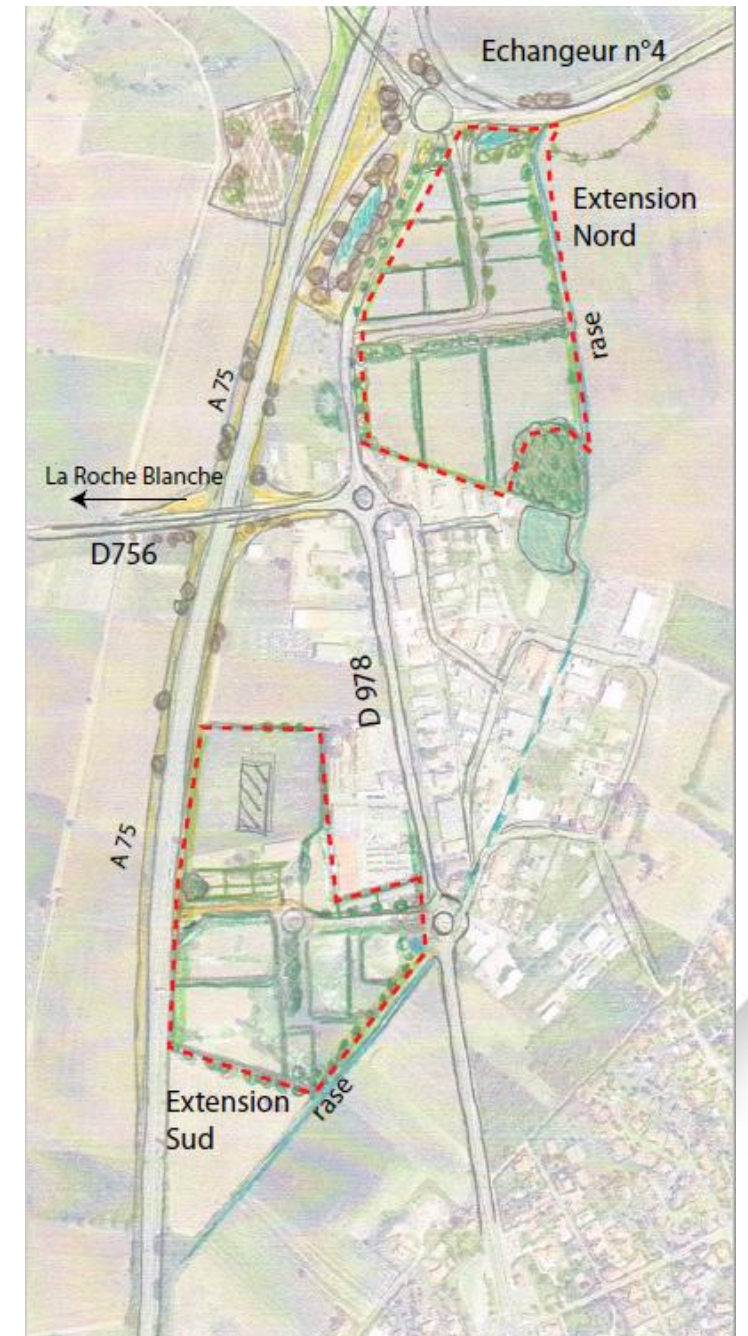 Echangeur n°4
Extension
Nord
rase
A 75
La Roche Blanche
D756
D 978
A 75
Extension
Sud
rase